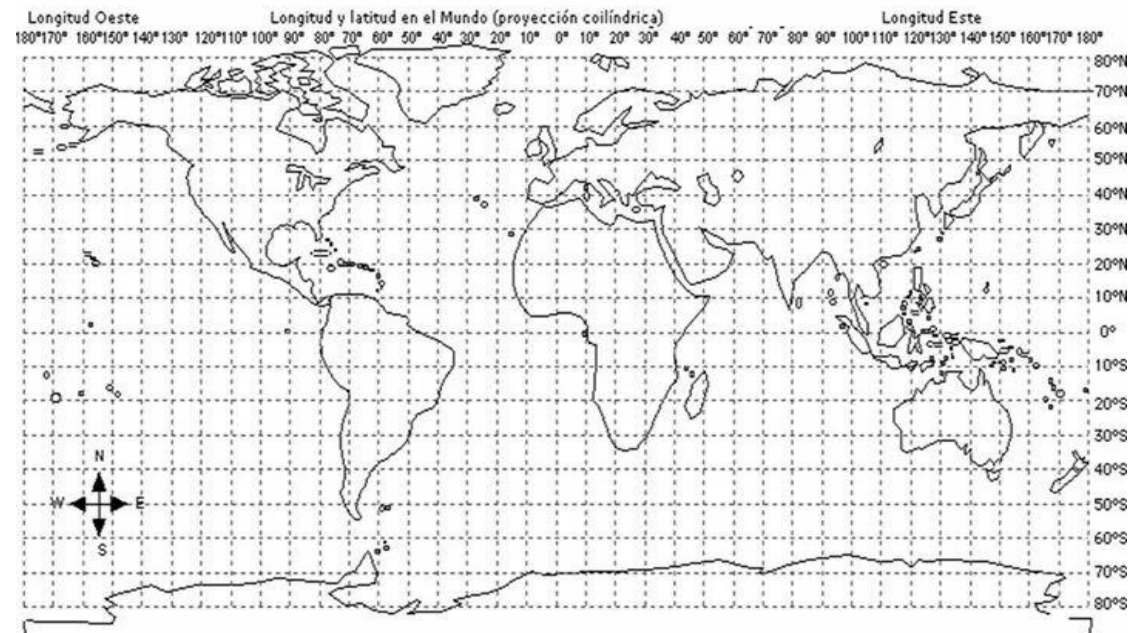 Longitud Oeste Longitud y latitud en el Mundo (proyección coilíndrica) Longitud Este
180° 170° 160° 150° 140° 130° 120° 110° 100° 90° 80° 70° 60° 50° 40° 30° 20° 10° 0° 10° 20° 30° 40° 50° 60° 70° 80° 90° 100° 110° 120° 130° 140° 150° 160° 170° 180°
80°N
70°N
60°N
50°N
40°N
30°N
20°N
10°N
0°
10°S
20°S
30°S
40°S
50°S
60°S
70°S
80°S
N
W E
S